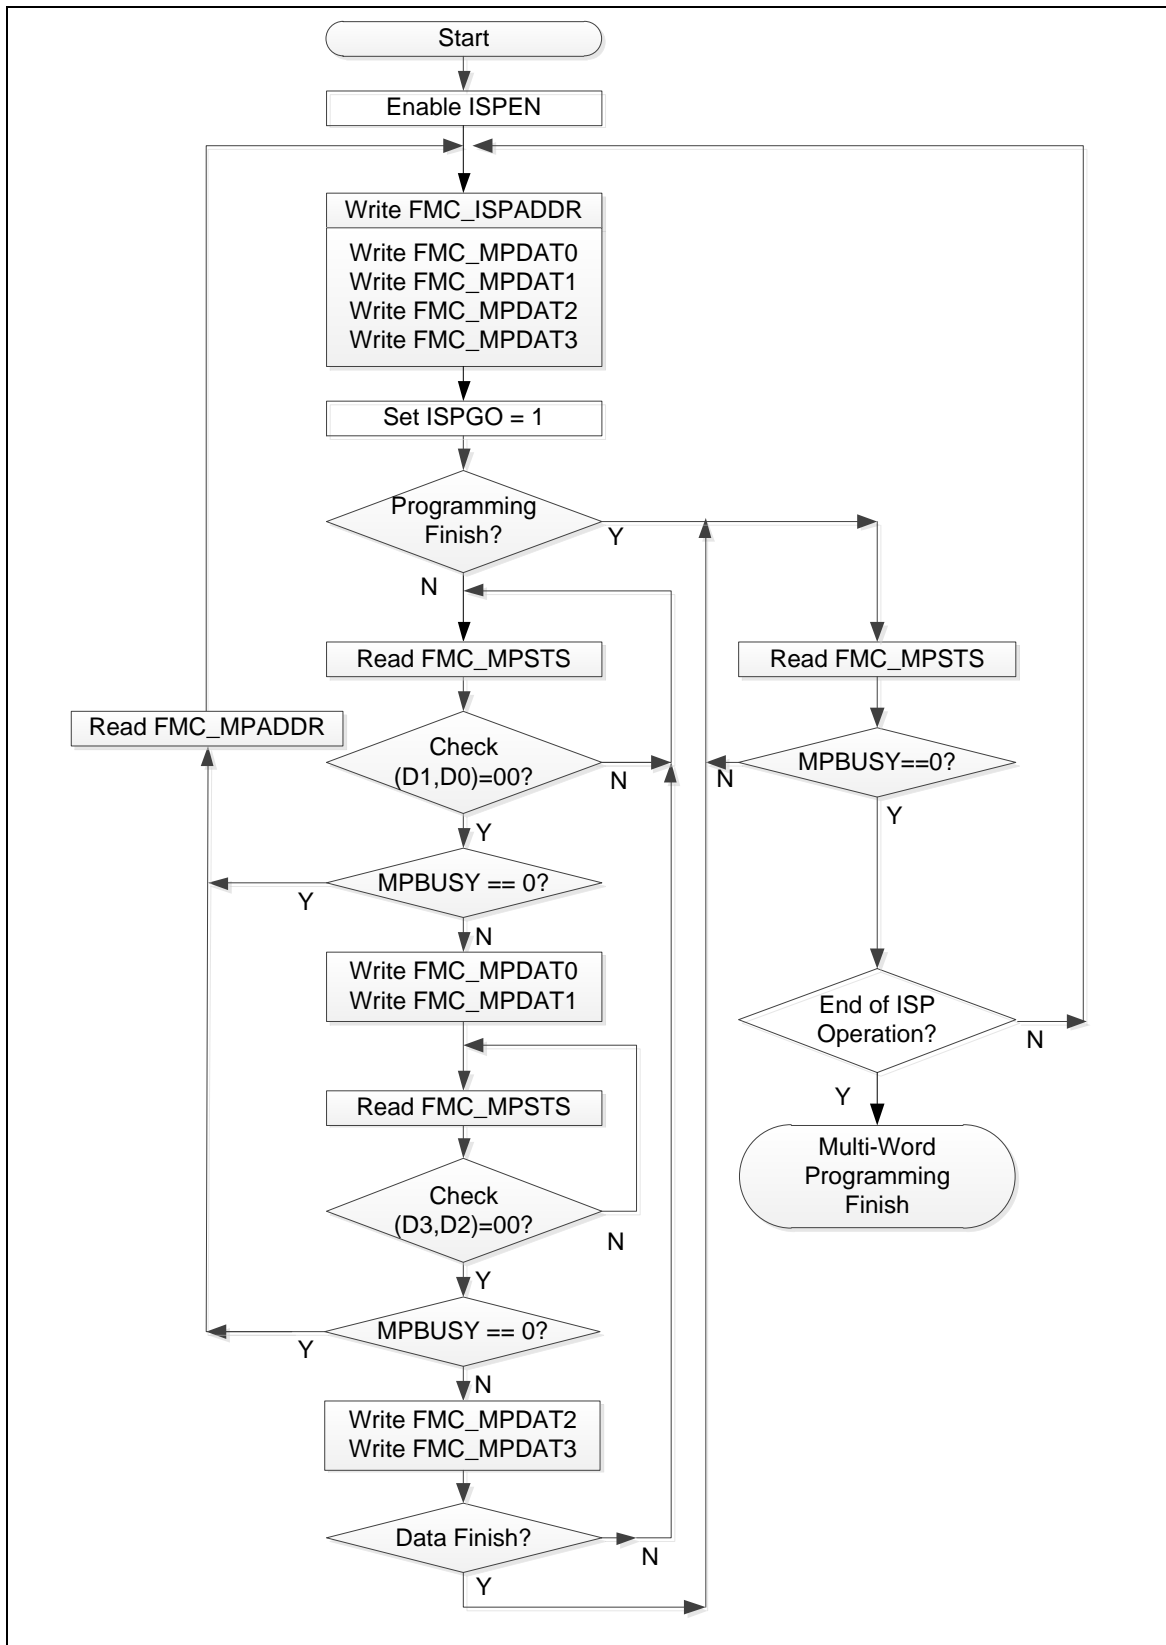 Start
Enable ISPEN
Write FMC_ISPADDR
Write FMC_MPDAT0
Write FMC_MPDAT1
Write FMC_MPDAT2
Write FMC_MPDAT3
Set ISPGO = 1
Programming
Finish?
Y
N
Read FMC_MPSTS
Read FMC_MPSTS
Read FMC_MPADDR
Check
(D1,D0)=00?
N
MPBUSY==0?
N
Y
Y
MPBUSY == 0?
Y
N
Write FMC_MPDAT0
Write FMC_MPDAT1
End of ISP
Operation?
N
Y
Read FMC_MPSTS
Multi-Word
Programming
Finish
Check
(D3,D2)=00?
N
Y
MPBUSY == 0?
Y
N
Write FMC_MPDAT2
Write FMC_MPDAT3
Data Finish?
N
Y